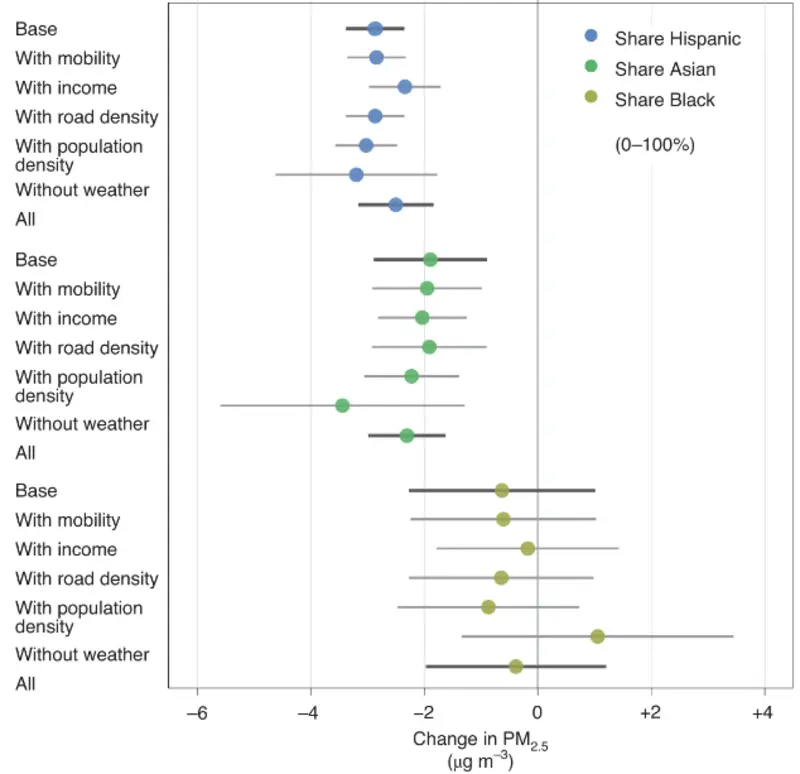 Base
With mobility
With income
With road density
With population
density
Without weather
All
Base
With mobility
With income
With road density
With population
density
Without weather
All
Base
With mobility
With income
With road density
With population
density
Without weather
All
Share Hispanic
Share Asian
Share Black
(0–100%)
–6 –4 –2 0 +2 +4
Change in PM2.5
(μg m–3)